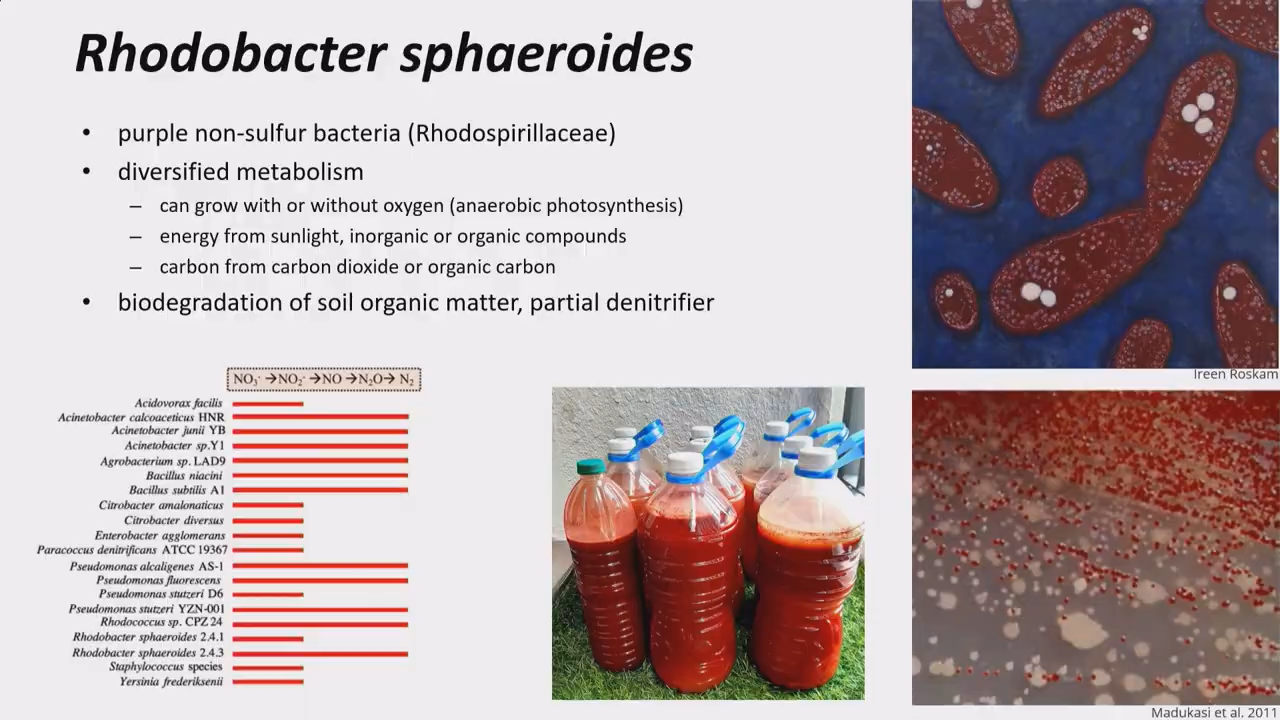 Rhodobacter sphaeroides
• purple non-sulfur bacteria (Rhodospirillaceae)
• diversified metabolism
– can grow with or without oxygen (anaerobic photosynthesis)
– energy from sunlight, inorganic or organic compounds
– carbon from carbon dioxide or organic carbon
• biodegradation of soil organic matter, partial denitrifier
NO₃⁻ →NO₂⁻ →NO →N₂O→ N₂
Acidovorax facilis
Acinetobacter calcoaceticus HNR
Acinetobacter junii YB
Acinetobacter sp.Y1
Agrobacterium sp. LAD9
Bacillus niacini
Bacillus subtilis A1
Citrobacter amalonaticus
Citrobacter diversus
Enterobacter agglomerans
Paracoccus denitrificans ATCC 19367
Pseudomonas alcaligenes AS-1
Pseudomonas fluorescens
Pseudomonas stutzeri D6
Pseudomonas stutzeri YZN-001
Rhodococcus sp. CPZ 24
Rhodobacter sphaeroides 2.4.1
Rhodobacter sphaeroides 2.4.3
Staphylococcus species
Yersinia frederiksenii
Ireen Roskam
Madukasi et al. 2011